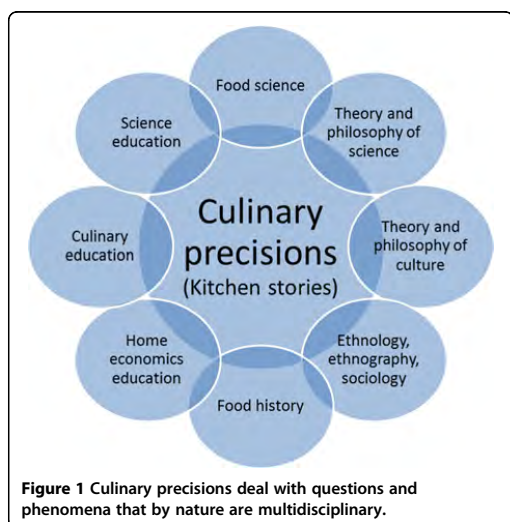 Food science
Theory and
philosophy of
science
Theory and
philosophy of
culture
Ethnology,
ethnography,
sociology
Food history
Home
economics
education
Culinary
education
Science
education
Culinary
precisions
(Kitchen stories)
Figure 1 Culinary precisions deal with questions and
phenomena that by nature are multidisciplinary.